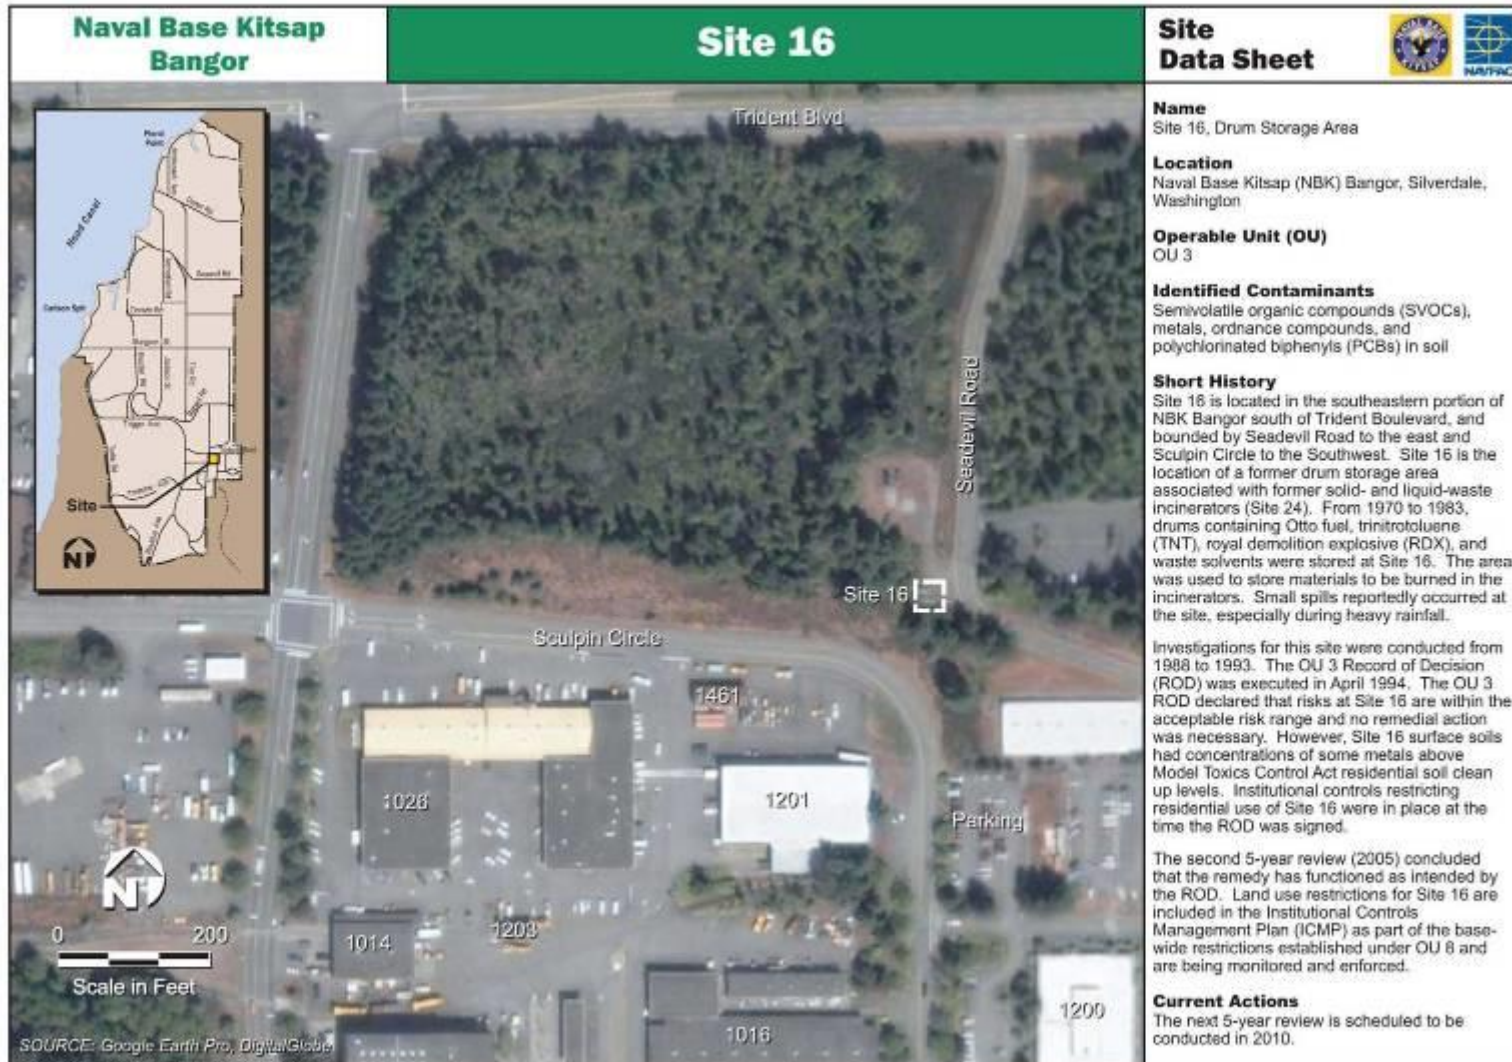 Naval Base Kitsap
Bangor
Site 16
Site
Data Sheet
NAVFAC
Trident Blvd
Hood Canal
Carlson Spit
Trigger Ave
Site
N
Seadevil Road
Site 16
Sculpin Circle
1461
1026
1201
Parking
N
0 200
Scale in Feet
1014
1203
1016
1200
SOURCE: Google Earth Pro, DigitalGlobe
Name
Site 16, Drum Storage Area
Location
Naval Base Kitsap (NBK) Bangor, Silverdale,
Washington
Operable Unit (OU)
OU 3
Identified Contaminants
Semivolatile organic compounds (SVOCs),
metals, ordnance compounds, and
polychlorinated biphenyls (PCBs) in soil
Short History
Site 16 is located in the southeastern portion of
NBK Bangor south of Trident Boulevard, and
bounded by Seadevil Road to the east and
Sculpin Circle to the Southwest. Site 16 is the
location of a former drum storage area
associated with former solid- and liquid-waste
incinerators (Site 24). From 1970 to 1983,
drums containing Otto fuel, trinitrotoluene
(TNT), royal demolition explosive (RDX), and
waste solvents were stored at Site 16. The area
was used to store materials to be burned in the
incinerators. Small spills reportedly occurred at
the site, especially during heavy rainfall.
Investigations for this site were conducted from
1988 to 1993. The OU 3 Record of Decision
(ROD) was executed in April 1994. The OU 3
ROD declared that risks at Site 16 are within the
acceptable risk range and no remedial action
was necessary. However, Site 16 surface soils
had concentrations of some metals above
Model Toxics Control Act residential soil clean
up levels. Institutional controls restricting
residential use of Site 16 were in place at the
time the ROD was signed.
The second 5-year review (2005) concluded
that the remedy has functioned as intended by
the ROD. Land use restrictions for Site 16 are
included in the Institutional Controls
Management Plan (ICMP) as part of the base-
wide restrictions established under OU 8 and
are being monitored and enforced.
Current Actions
The next 5-year review is scheduled to be
conducted in 2010.